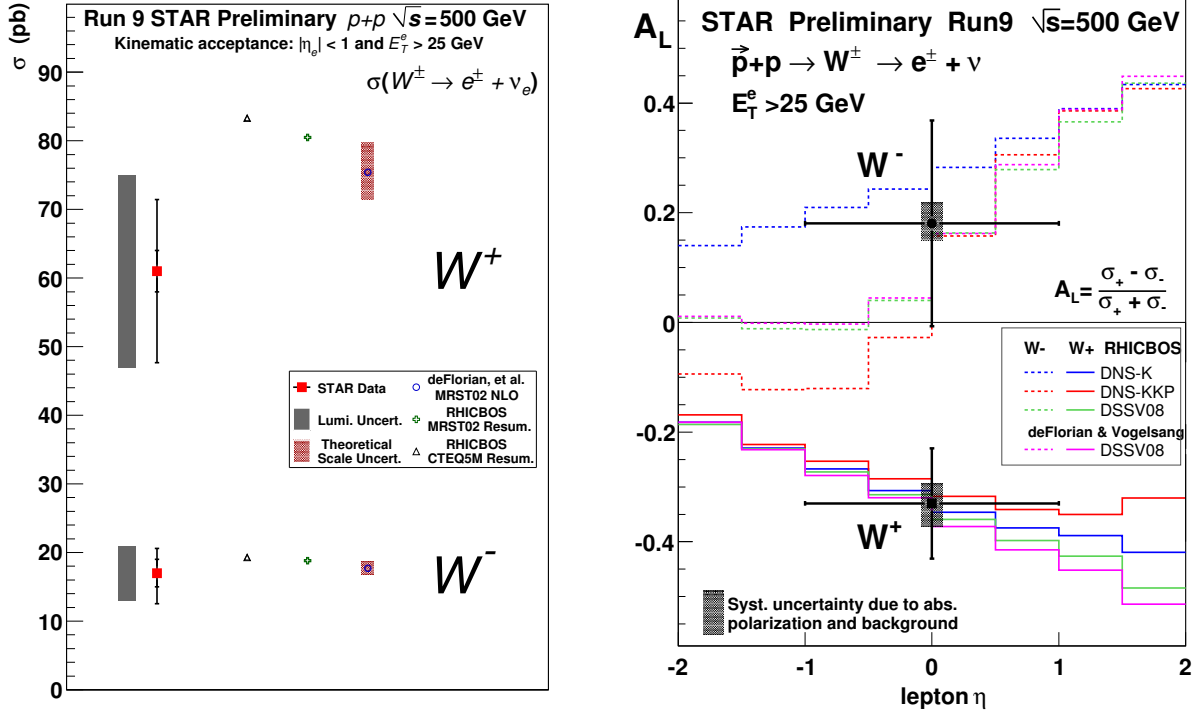 Run 9 STAR Preliminary p+p √s=500 GeV
Kinematic acceptance: |η_e| < 1 and E_T^e > 25 GeV
σ(W^± → e^± + ν_e)
σ (pb)
90
80
70
60
50
40
30
20
10
0
W^+
STAR Data
deFlorian, et al. MRST02 NLO
Lumi. Uncert.
RHICBOS MRST02 Resum.
Theoretical Scale Uncert.
RHICBOS CTEQ5M Resum.
W^-
A_L
STAR Preliminary Run9 √s=500 GeV
p⃗+p → W^± → e^± + ν
E_T^e >25 GeV
0.4
0.2
0
-0.2
-0.4
W^-
A_L= (σ_+ - σ_-)/(σ_+ + σ_-)
W- W+ RHICBOS
DNS-K
DNS-KKP
DSSV08
deFlorian & Vogelsang
DSSV08
W^+
Syst. uncertainty due to abs.
polarization and background
-2 -1 0 1 2
lepton η